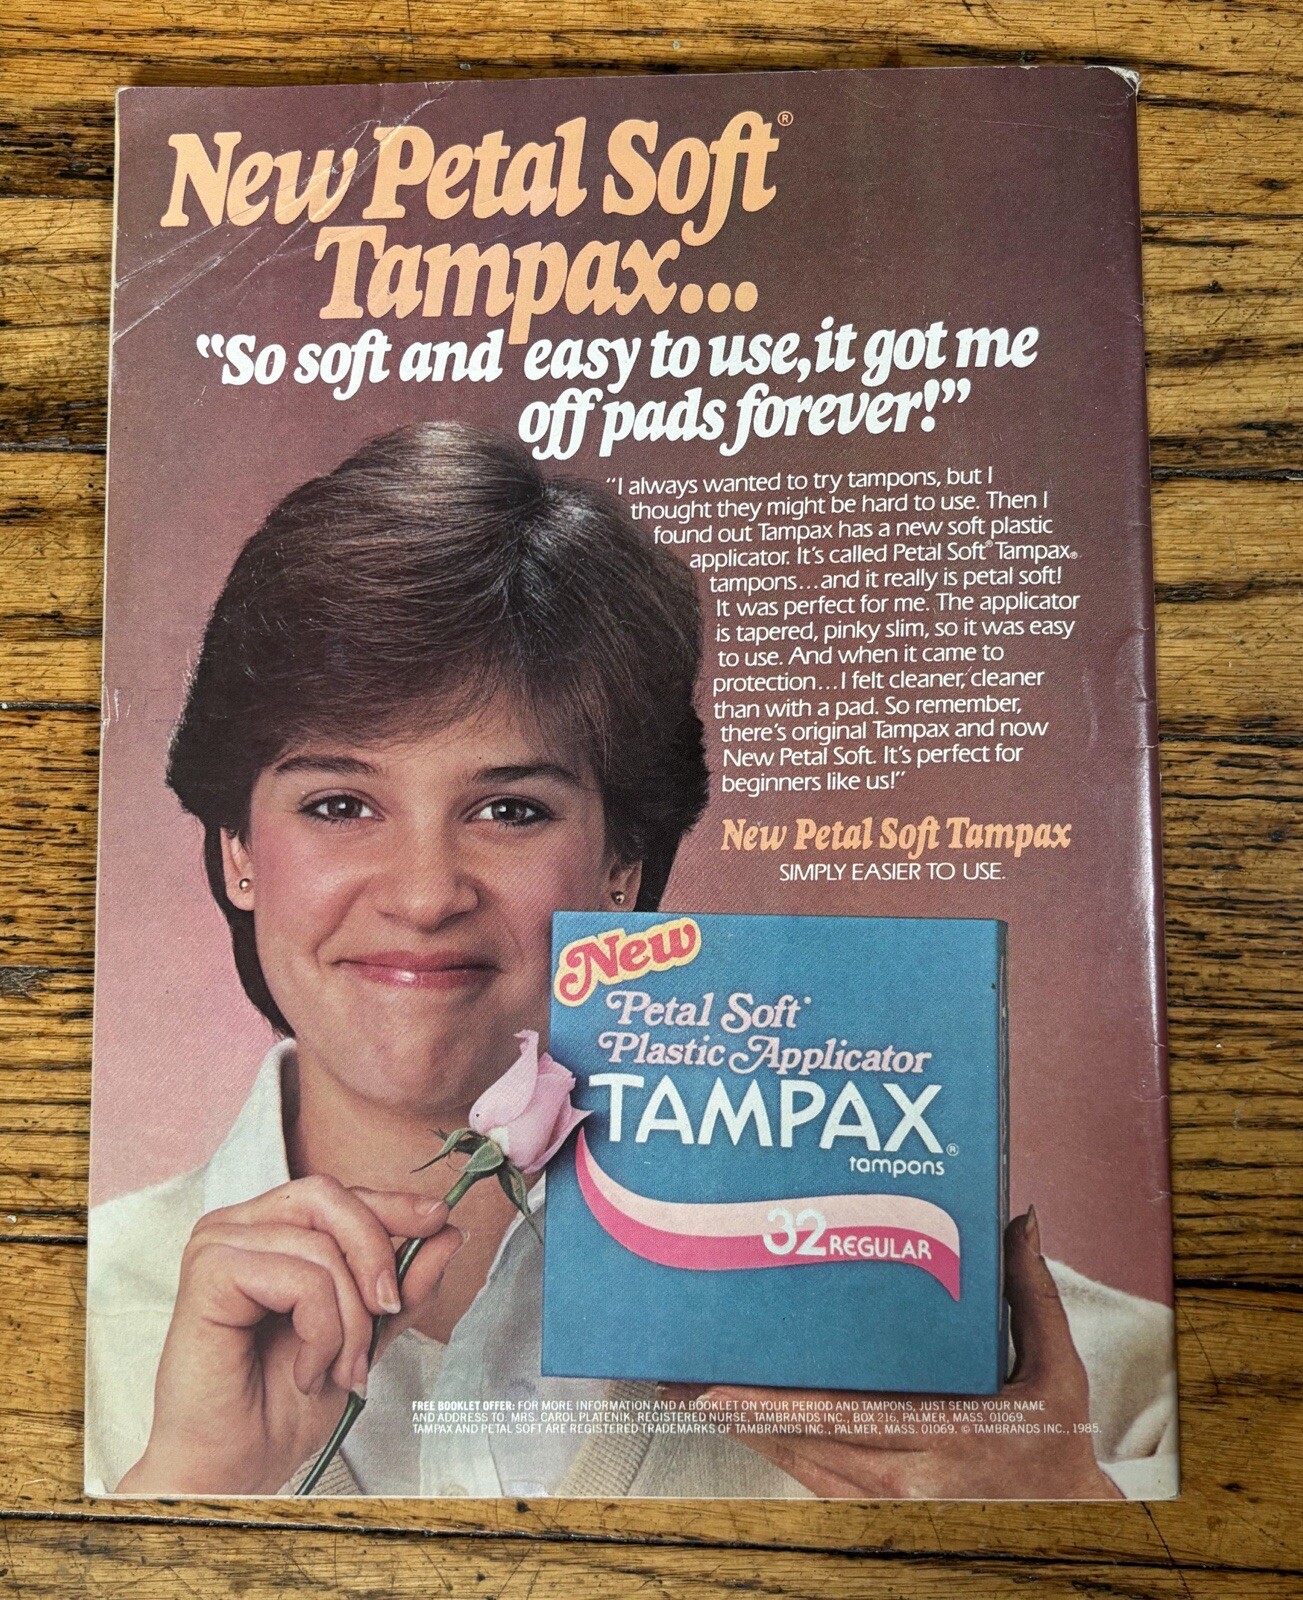 New Petal Soft®
Tampax...
“So soft and easy to use, it got me
off pads forever!”
“I always wanted to try tampons, but I
thought they might be hard to use. Then I
found out Tampax has a new soft plastic
applicator. It's called Petal Soft® Tampax®
tampons...and it really is petal soft!
It was perfect for me. The applicator
is tapered, pinky slim, so it was easy
to use. And when it came to
protection...I felt cleaner, cleaner
than with a pad. So remember,
there's original Tampax and now
New Petal Soft. It's perfect for
beginners like us!”
New Petal Soft Tampax
SIMPLY EASIER TO USE.
New
Petal Soft®
Plastic Applicator
TAMPAX®
tampons
32 REGULAR
FREE BOOKLET OFFER: FOR MORE INFORMATION AND A BOOKLET ON YOUR PERIOD AND TAMPONS, JUST SEND YOUR NAME
AND ADDRESS TO: MRS. CAROL PLATENIK, REGISTERED NURSE, TAMBRANDS INC., BOX 216, PALMER, MASS. 01069.
TAMPAX AND PETAL SOFT ARE REGISTERED TRADEMARKS OF TAMBRANDS INC., PALMER, MASS. 01069. © TAMBRANDS INC., 1985.